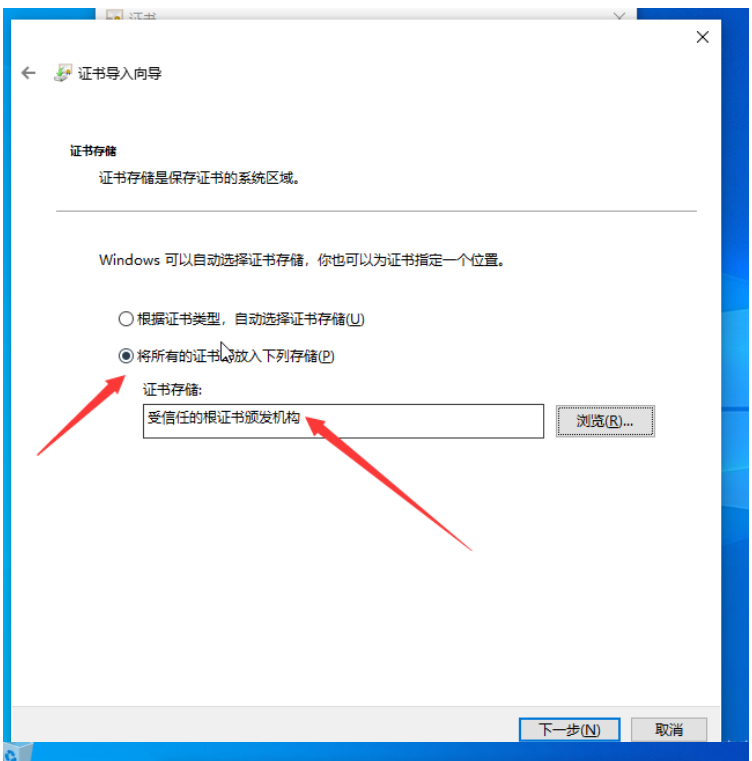 证书
证书导入向导
证书存储
证书存储是保存证书的系统区域。
Windows 可以自动选择证书存储，你也可以为证书指定一个位置。
根据证书类型，自动选择证书存储(U)
将所有的证书都放入下列存储(P)
证书存储:
受信任的根证书颁发机构
浏览(R)...
下一步(N)
取消